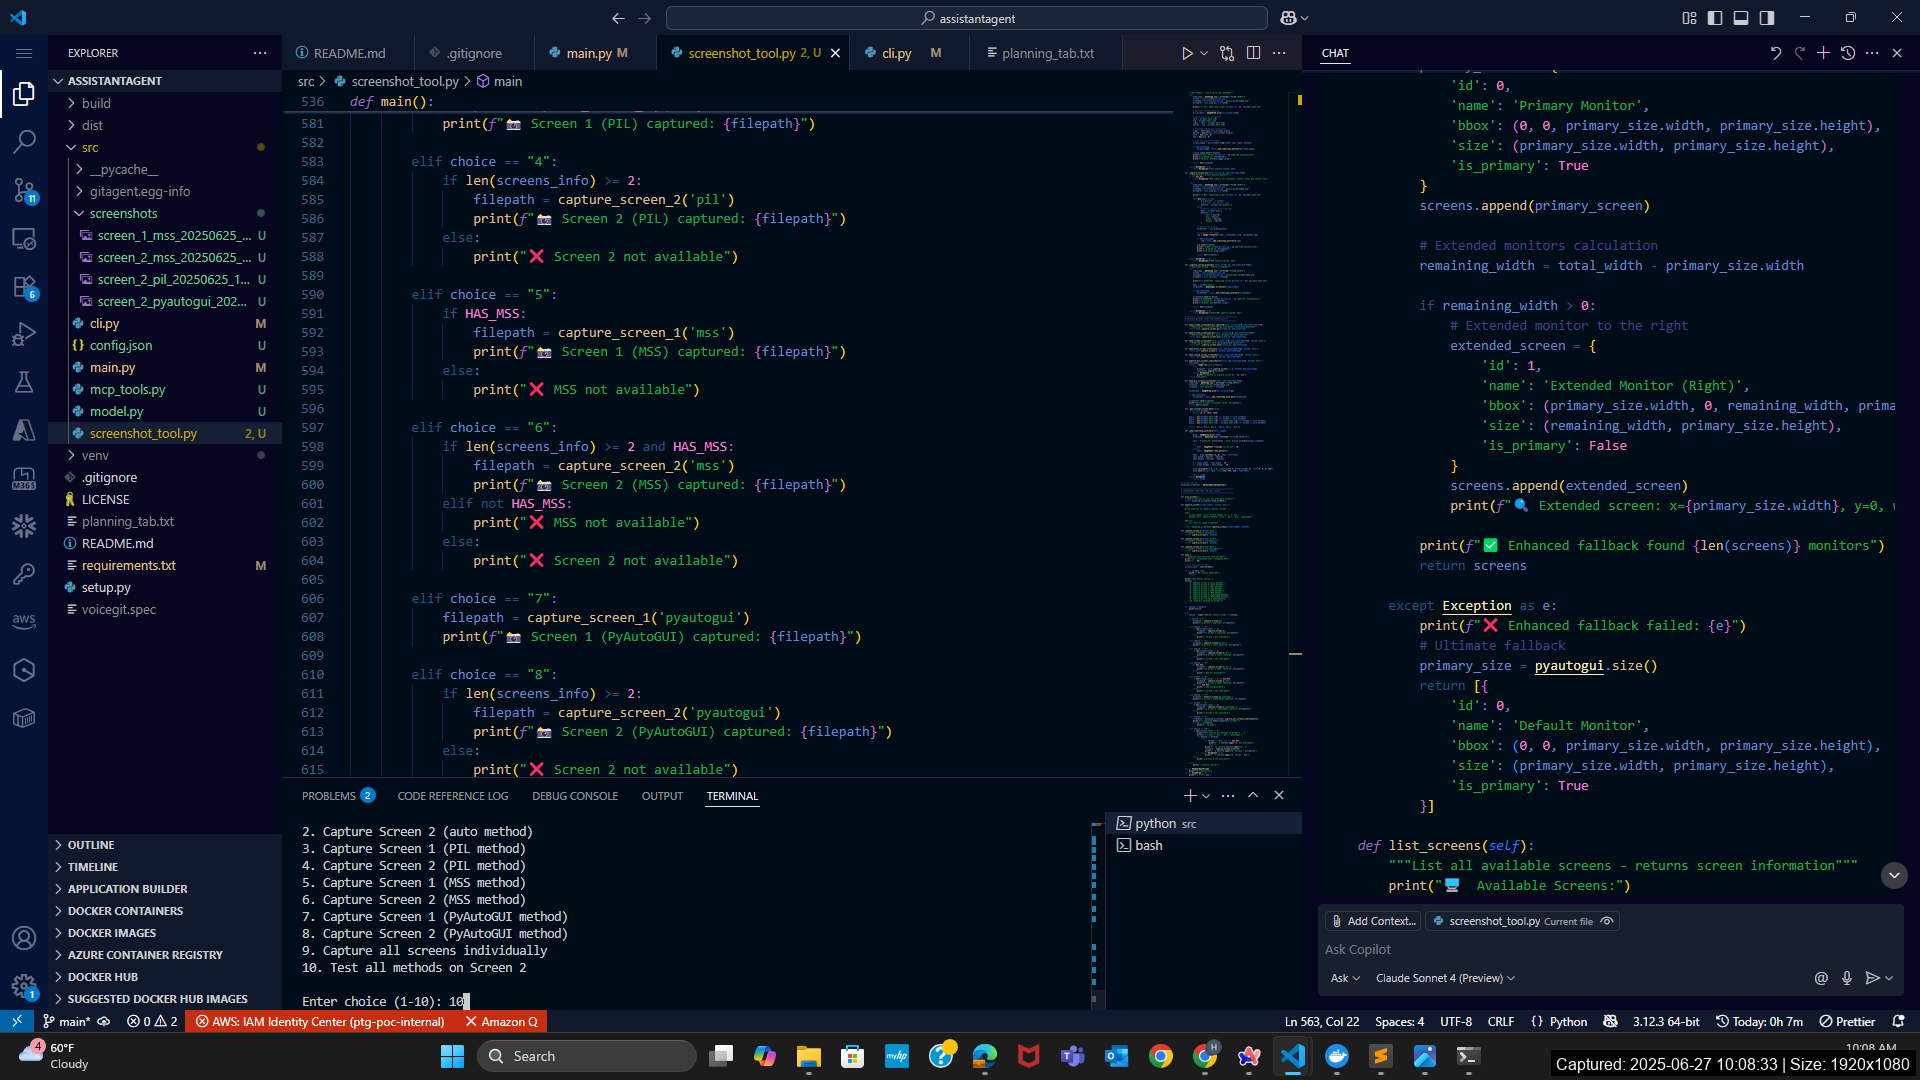 assistantagent
EXPLORER
ASSISTANTAGENT
build
dist
src
__pycache__
gitagent.egg-info
screenshots
screen_1_mss_20250625_... U
screen_2_mss_20250625_... U
screen_2_pil_20250625_1... U
screen_2_pyautogui_202... U
cli.py M
config.json U
main.py M
mcp_tools.py U
model.py U
screenshot_tool.py 2, U
venv
.gitignore
LICENSE
planning_tab.txt
README.md
requirements.txt M
setup.py
voicegit.spec
OUTLINE
TIMELINE
APPLICATION BUILDER
DOCKER CONTAINERS
DOCKER IMAGES
AZURE CONTAINER REGISTRY
DOCKER HUB
SUGGESTED DOCKER HUB IMAGES
11
6
M365
aws
1
README.md .gitignore main.py M screenshot_tool.py 2, U cli.py M planning_tab.txt
src > screenshot_tool.py > main
536 def main():
581 print(f"📷 Screen 1 (PIL) captured: {filepath}")
582
583 elif choice == "4":
584 if len(screens_info) >= 2:
585 filepath = capture_screen_2('pil')
586 print(f"📷 Screen 2 (PIL) captured: {filepath}")
587 else:
588 print("❌ Screen 2 not available")
589
590 elif choice == "5":
591 if HAS_MSS:
592 filepath = capture_screen_1('mss')
593 print(f"📷 Screen 1 (MSS) captured: {filepath}")
594 else:
595 print("❌ MSS not available")
596
597 elif choice == "6":
598 if len(screens_info) >= 2 and HAS_MSS:
599 filepath = capture_screen_2('mss')
600 print(f"📷 Screen 2 (MSS) captured: {filepath}")
601 elif not HAS_MSS:
602 print("❌ MSS not available")
603 else:
604 print("❌ Screen 2 not available")
605
606 elif choice == "7":
607 filepath = capture_screen_1('pyautogui')
608 print(f"📷 Screen 1 (PyAutoGUI) captured: {filepath}")
609
610 elif choice == "8":
611 if len(screens_info) >= 2:
612 filepath = capture_screen_2('pyautogui')
613 print(f"📷 Screen 2 (PyAutoGUI) captured: {filepath}")
614 else:
615 print("❌ Screen 2 not available")
PROBLEMS 2 CODE REFERENCE LOG DEBUG CONSOLE OUTPUT TERMINAL
2. Capture Screen 2 (auto method)
3. Capture Screen 1 (PIL method)
4. Capture Screen 2 (PIL method)
5. Capture Screen 1 (MSS method)
6. Capture Screen 2 (MSS method)
7. Capture Screen 1 (PyAutoGUI method)
8. Capture Screen 2 (PyAutoGUI method)
9. Capture all screens individually
10. Test all methods on Screen 2
Enter choice (1-10): 10
python src
bash
CHAT
'id': 0,
'name': 'Primary Monitor',
'bbox': (0, 0, primary_size.width, primary_size.height),
'size': (primary_size.width, primary_size.height),
'is_primary': True
}
screens.append(primary_screen)
# Extended monitors calculation
remaining_width = total_width - primary_size.width
if remaining_width > 0:
# Extended monitor to the right
extended_screen = {
'id': 1,
'name': 'Extended Monitor (Right)',
'bbox': (primary_size.width, 0, remaining_width, prima
'size': (remaining_width, primary_size.height),
'is_primary': False
}
screens.append(extended_screen)
print(f"🔍 Extended screen: x={primary_size.width}, y=0,
print(f"✅ Enhanced fallback found {len(screens)} monitors")
return screens
except Exception as e:
print(f"❌ Enhanced fallback failed: {e}")
# Ultimate fallback
primary_size = pyautogui.size()
return [{
'id': 0,
'name': 'Default Monitor',
'bbox': (0, 0, primary_size.width, primary_size.height),
'size': (primary_size.width, primary_size.height),
'is_primary': True
}]
def list_screens(self):
"""List all available screens - returns screen information"""
print("🖥️ Available Screens:")
Add Context... screenshot_tool.py Current file
Ask Copilot
Ask Claude Sonnet 4 (Preview)
main* 0 2 AWS: IAM Identity Center (ptg-poc-internal) Amazon Q Ln 563, Col 22 Spaces: 4 UTF-8 CRLF {} Python 3.12.3 64-bit Today: 0h 7m Prettier
4
60°F
Cloudy
Search
10:08 AM
Captured: 2025-06-27 10:08:33 | Size: 1920x1080